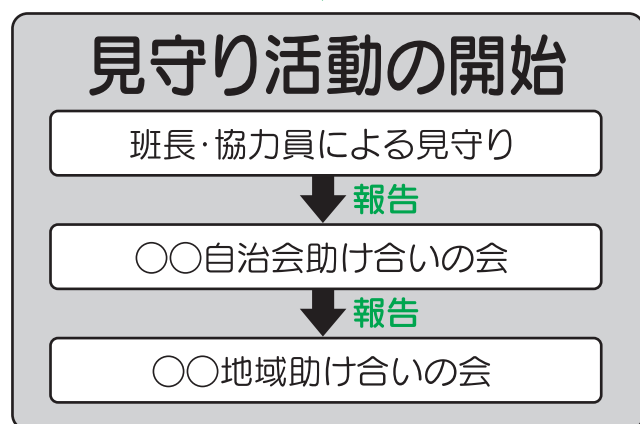 見守り活動の開始
班長・協力員による見守り
報告
○○自治会助け合いの会
報告
○○地域助け合いの会